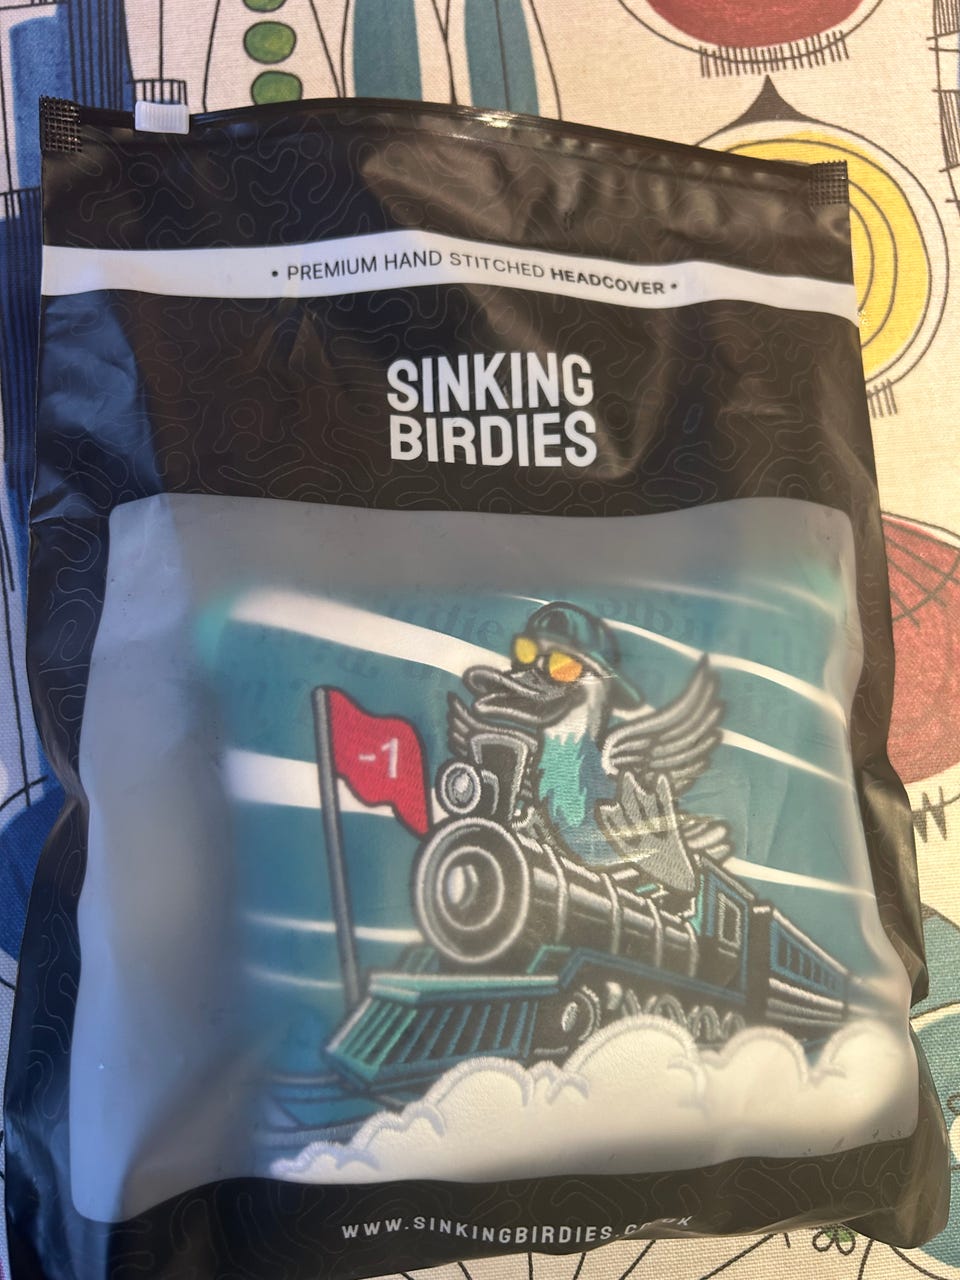 • PREMIUM HAND STITCHED HEADCOVER •
SINKING
BIRDIES
-1
WWW.SINKINGBIRDIES.CO.UK